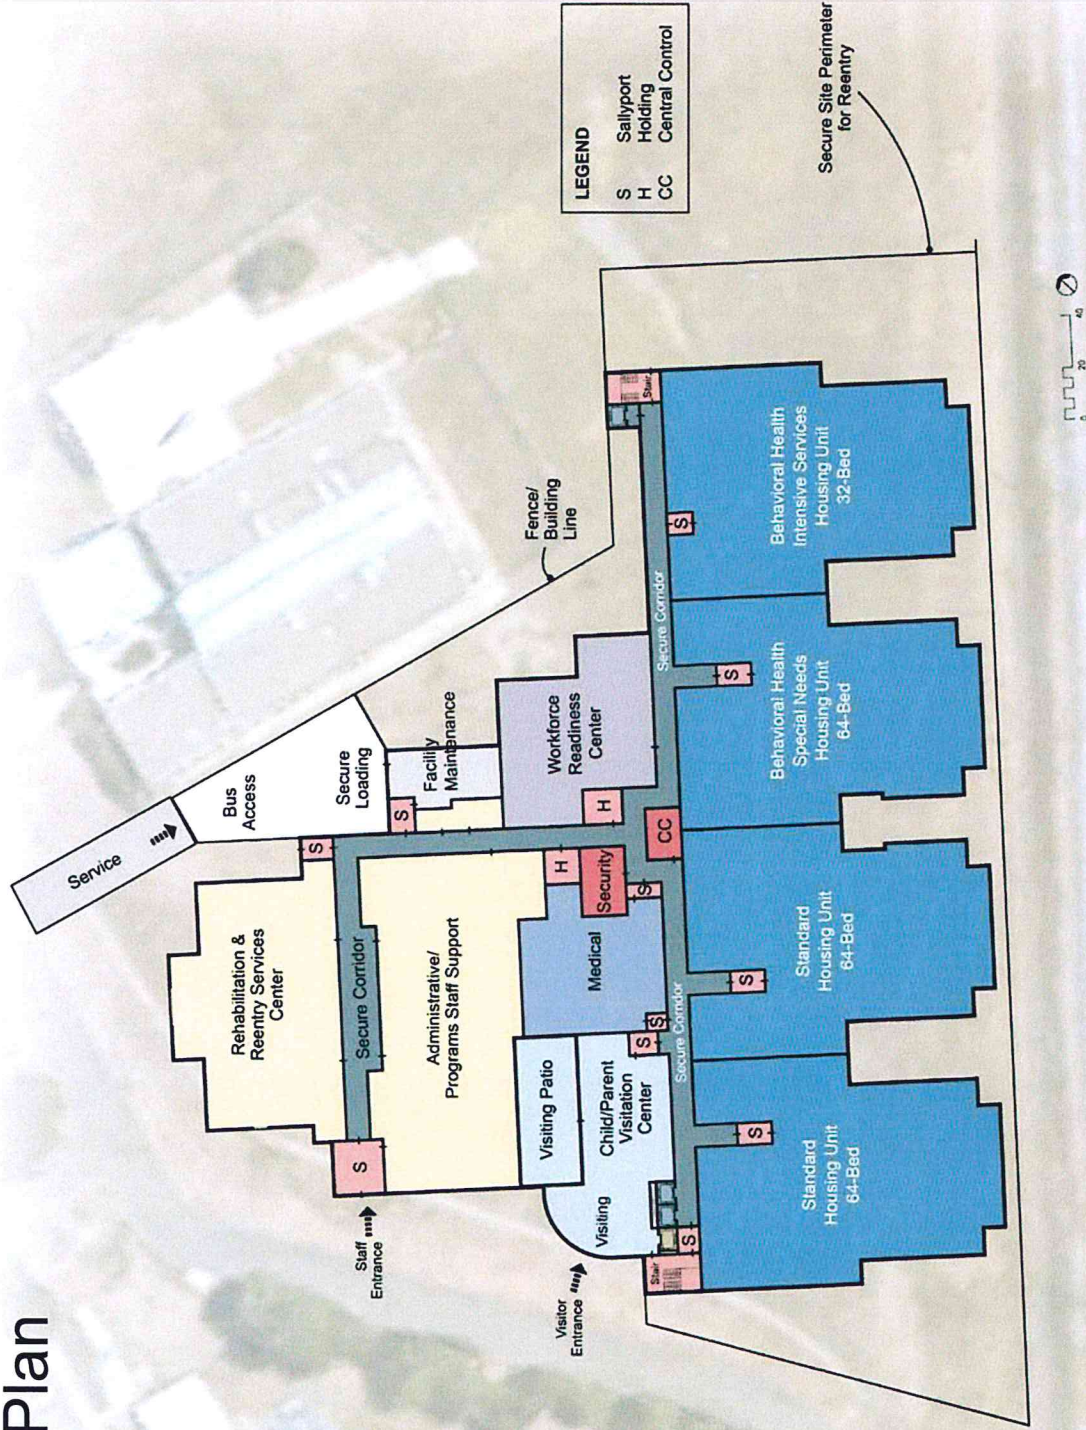 Plan
Service
Bus
Access
Secure
Loading
Rehabilitation &
Reentry Services
Center
S
S
Facility
Maintenance
Fence/
Building
Line
LEGEND
S Sallyport
H Holding
CC Central Control
Secure Site Perimeter
for Reentry
Secure Corridor
Staff
Entrance
S
Administrative/
Programs Staff Support
Workforce
Readiness
Center
H
H
Security
CC
S
Medical
S
S
Visiting Patio
Child/Parent
Visitation
Center
Visiting
Visitor
Entrance
Stair
S
Secure Corridor
Secure Corridor
Stair
S
S
S
S
Standard
Housing Unit
64-Bed
Standard
Housing Unit
64-Bed
Behavioral Health
Special Needs
Housing Unit
64-Bed
Behavioral Health
Intensive Services
Housing Unit
32-Bed
0 20 40